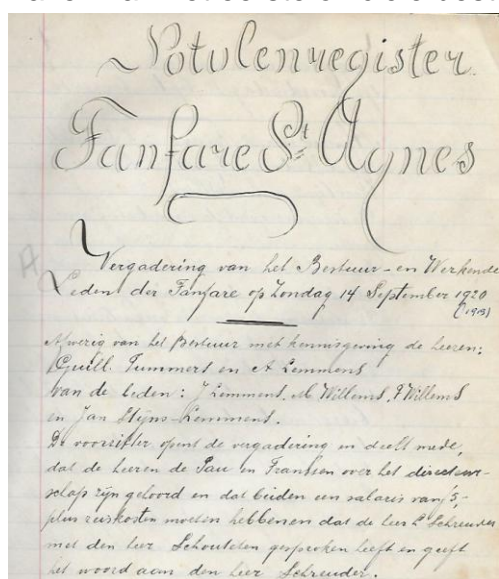 Notulenregister
Fanfare St Agnes
Vergadering van het Bestuur- en Werkende
Leden der Fanfare op Zondag 14 September 1920
(1913)
Afwezig van het Bestuur met kennisgeving de heeren:
Guill. Tummers en A Lemmens
van de leden: J Lemmens, M Willems, F Willems
en Jan Stijns-Lemmens.
De voorzitter opent de vergadering en deelt mede,
dat de heeren de Pau en Franssen over het directeur-
schap zijn gehoord en dat beiden een salaris van 5,-
plus reiskosten moeten hebben en dat de heer L Schreuder
met den heer Schouteten gesproken heeft en geeft
het woord aan den heer Schreuder.